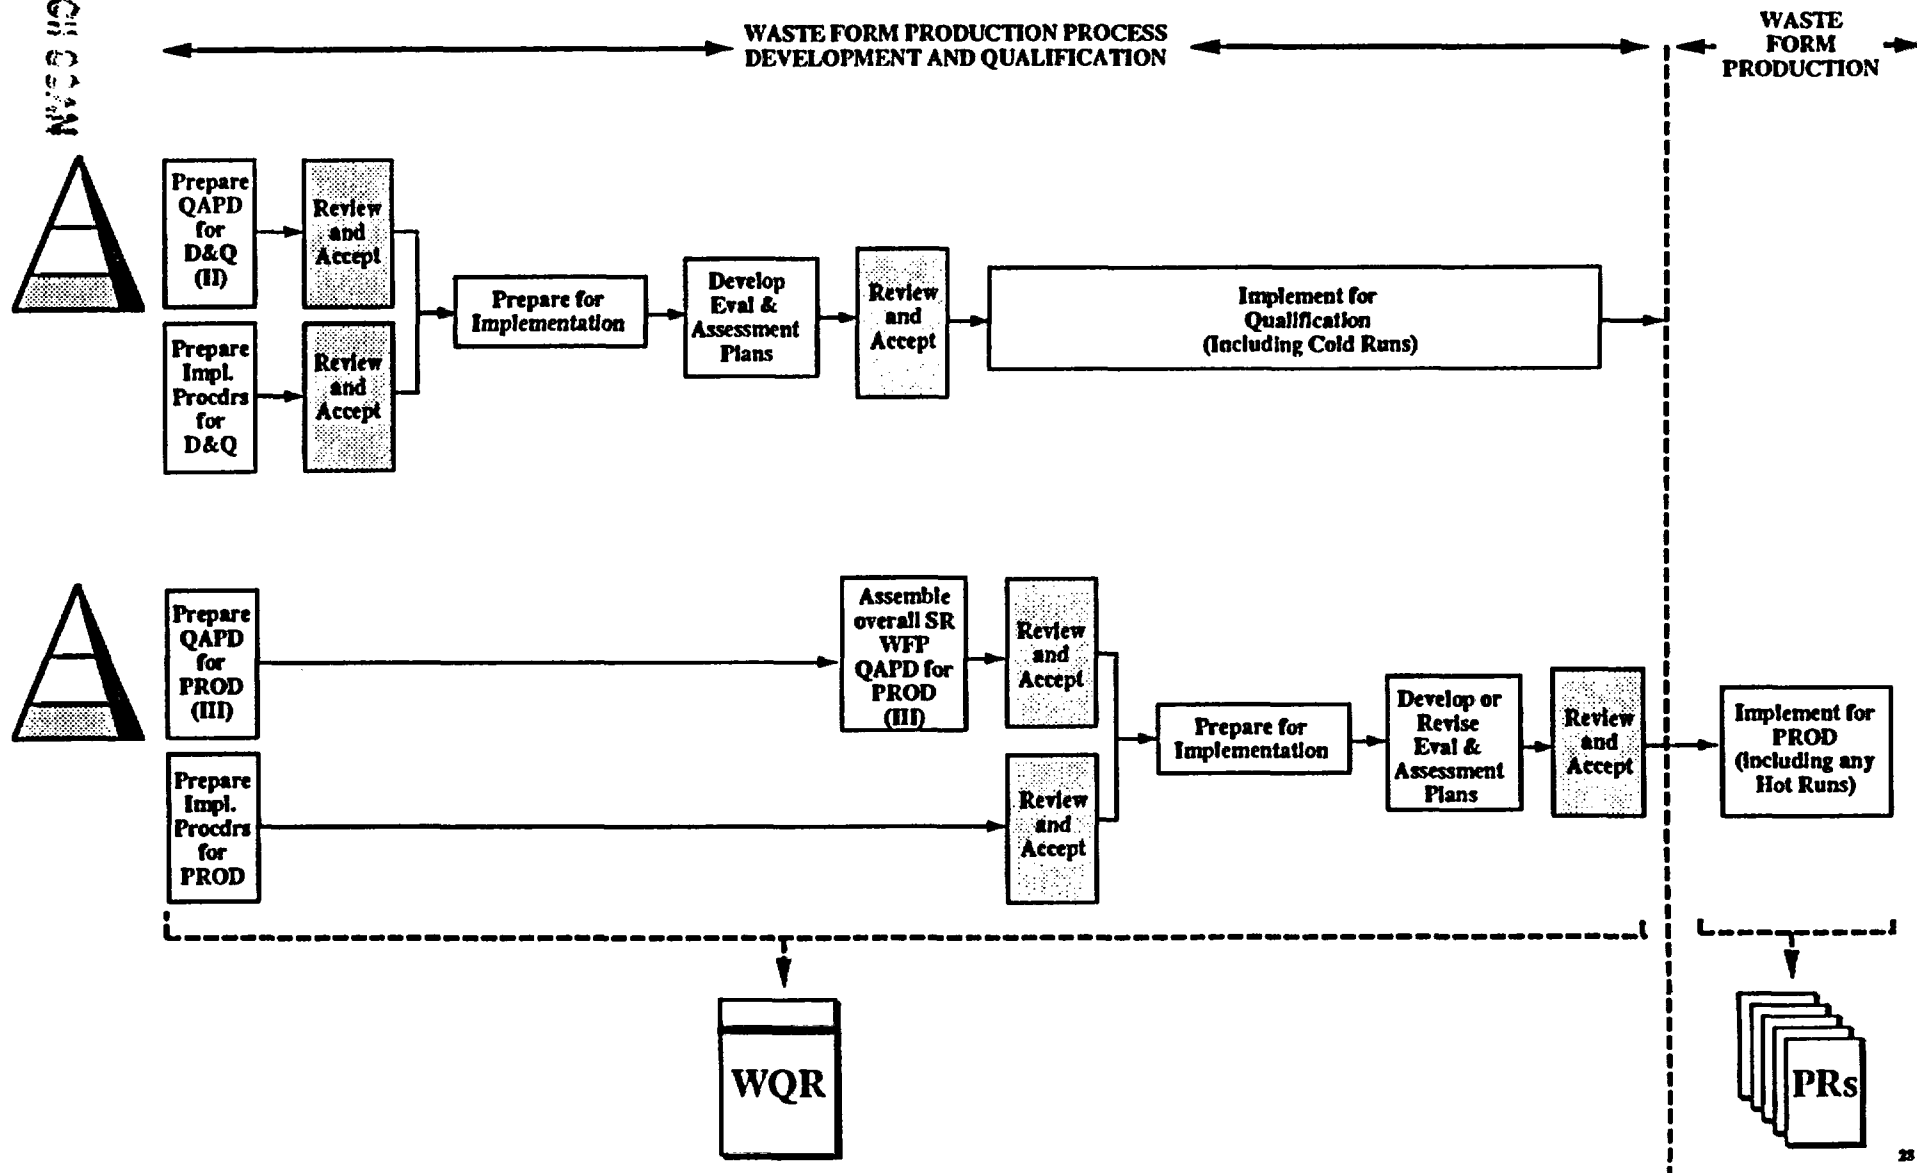 WASTE FORM PRODUCTION PROCESS
DEVELOPMENT AND QUALIFICATION
WASTE
FORM
PRODUCTION
Prepare
QAPD
for
D&Q
(II)
Review
and
Accept
Prepare
Impl.
Procdrs
for
D&Q
Review
and
Accept
Prepare for
Implementation
Develop
Eval &
Assessment
Plans
Review
and
Accept
Implement for
Qualification
(Including Cold Runs)
Prepare
QAPD
for
PROD
(III)
Assemble
overall SR
WFP
QAPD for
PROD
(III)
Review
and
Accept
Prepare
Impl.
Procdrs
for
PROD
Review
and
Accept
Prepare for
Implementation
Develop or
Revise
Eval &
Assessment
Plans
Review
and
Accept
Implement for
PROD
(including any
Hot Runs)
WQR
PRs